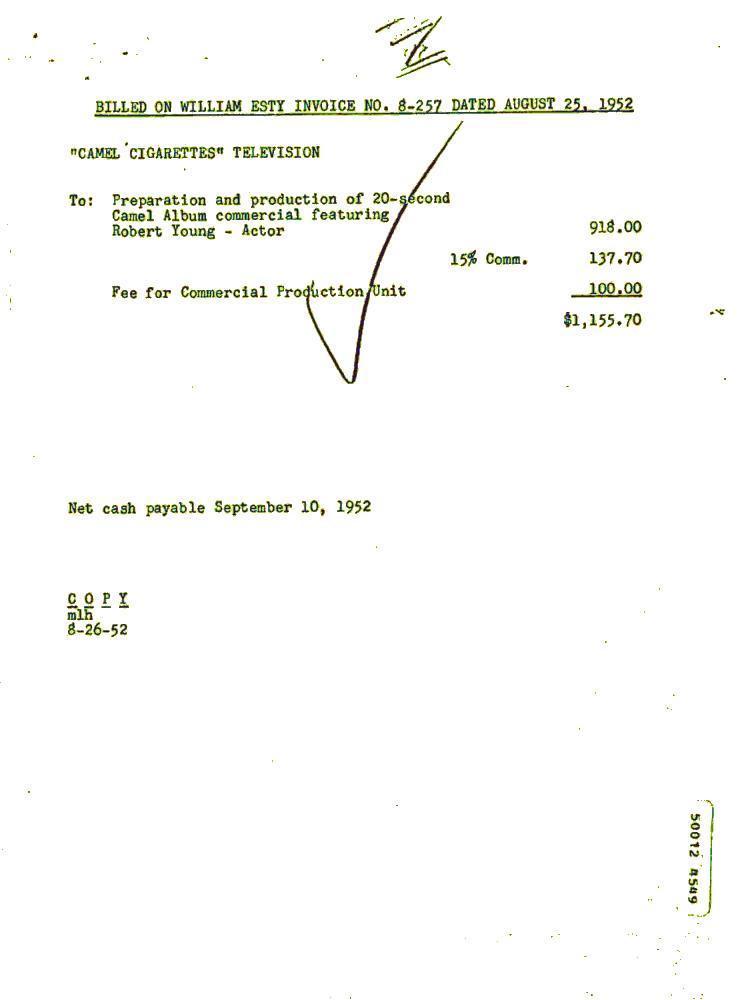 BILLED ON WILLIAM ESTY INVOICE NO. 8-257 DATED AUGUST 25, 1952
"CAMEL CIGARETTES" TELEVISION
To: Preparation and production of 20-second
Camel Album commercial featuring
Robert Young - Actor 918.00
15% Comm. 137.70
Fee for Commercial Production Unit 100.00
$1,155.70
Net cash payable September 10, 1952
C O P Y
mlh
8-26-52
50012 4549